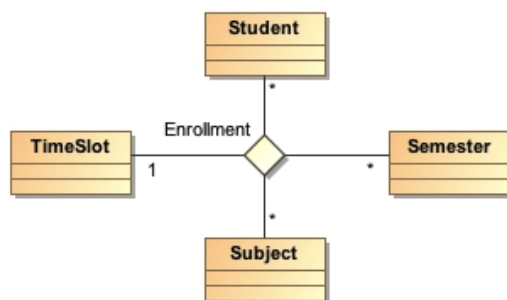 Student
*
Enrollment
TimeSlot
Semester
1
*
*
Subject